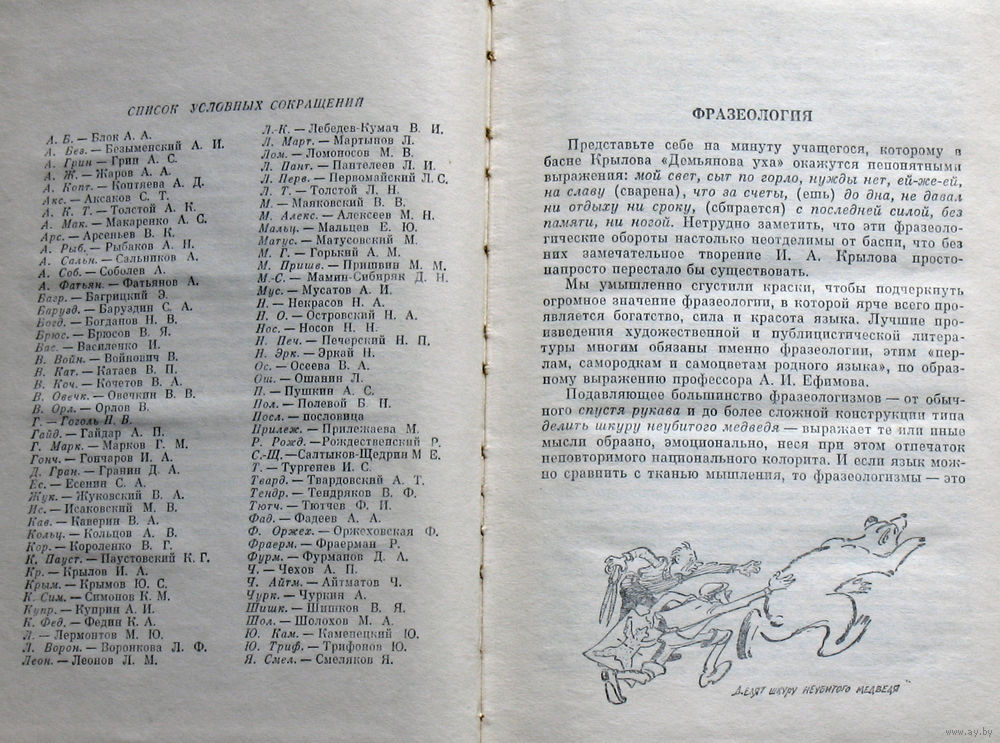 СПИСОК УСЛОВНЫХ СОКРАЩЕНИЙ
А. Б. — Блок А. А.
А. Без. — Безыменский А. И.
А. Грин — Грин А. С.
А. Ж. — Жаров А. А.
А. Копт. — Коптяева А. Д.
Акс. — Аксаков С. Т.
А. К. Т. — Толстой А. К.
А. Мак. — Макаренко А. С.
Арс. — Арсеньев В. К.
А. Рыб. — Рыбаков А. Н.
А. Сальн. — Сальников А.
А. Соб. — Соболев А.
А. Фатьян. — Фатьянов А.
Багр. — Багрицкий Э.
Барузд. — Баруздин С. А.
Богд. — Богданов Н. В.
Брюс. — Брюсов В. Я.
Вас. — Василенко И.
В. Войн. — Войнович В.
В. Кат. — Катаев В. П.
В. Коч. — Кочетов В. А.
В. Овечк. — Овечкин В. В.
В. Орл. — Орлов В.
Г. — Гоголь Н. В.
Гайд. — Гайдар А. П.
Г. Марк. — Марков Г. М.
Гонч. — Гончаров И. А.
Д. Гран. — Гранин Д. А.
Ес. — Есенин С. А.
Жук. — Жуковский В. А.
Ис. — Исаковский М. В.
Кав. — Каверин В. А.
Кольц. — Кольцов А. В.
Кор. — Короленко В. Г.
К. Пауст. — Паустовский К. Г.
Кр. — Крылов И. А.
Крым. — Крымов Ю. С.
К. Сим. — Симонов К. М.
Купр. — Куприн А. И.
К. Фед. — Федин К. А.
Л. — Лермонтов М. Ю.
Л. Ворон. — Воронкова Л. Ф.
Леон. — Леонов Л. М.
Л.-К. — Лебедев-Кумач В. И.
Л. Март. — Мартынов Л.
Лом. — Ломоносов М. В.
Л. Пант. — Пантелеев Л. И.
Л. Перв. — Первомайский Л. С.
Л. Т. — Толстой Л. Н.
М. — Маяковский В. В.
М. Алекс. — Алексеев М. Н.
Мальц. — Мальцев Е. Ю.
Матус. — Матусовский М.
М. Г. — Горький А. М.
М. Пришв. — Пришвин М. М.
М.-С. — Мамин-Сибиряк Д. Н.
Мус. — Мусатов А. И.
Н. — Некрасов Н. А.
Н. О. — Островский Н. А.
Нос. — Носов Н. Н.
Н. Печ. — Печерский Н. П.
Н. Эрк. — Эркай Н.
Ос. — Осеева В. А.
Ош. — Ошанин Л.
П. — Пушкин А. С.
Пол. — Полевой Б Н.
Посл. — пословица
Прилеж. — Прилежаева М.
Р. Рожд. — Рождественский Р.
С.-Щ. — Салтыков-Щедрин М Е.
Т. — Тургенев И. С.
Твард. — Твардовский А. Т.
Тендр. — Тендряков В. Ф.
Тютч. — Тютчев Ф. И.
Фад. — Фадеев А. А.
Ф. Оржех. — Оржеховская Ф.
Фраерм. — Фраерман Р.
Фурм. — Фурманов Д. А.
Ч. — Чехов А. П.
Ч. Айтм. — Айтматов Ч.
Чурк. — Чуркин А.
Шишк. — Шишков В. Я.
Шол. — Шолохов М. А.
Ю. Кам. — Каменецкий Ю.
Ю. Триф. — Трифонов Ю.
Я. Смел. — Смеляков Я.
ФРАЗЕОЛОГИЯ
Представьте себе на минуту учащегося, которому в
басне Крылова «Демьянова уха» окажутся непонятными
выражения: мой свет, сыт по горло, нужды нет, ей-же-ей,
на славу (сварена), что за счеты, (ешь) до дна, не давал
ни отдыху ни сроку, (сбирается) с последней силой, без
памяти, ни ногой. Нетрудно заметить, что эти фразео-
логические обороты настолько неотделимы от басни, что без
них замечательное творение И. А. Крылова просто-
напросто перестало бы существовать.
Мы умышленно сгустили краски, чтобы подчеркнуть
огромное значение фразеологии, в которой ярче всего про-
является богатство, сила и красота языка. Лучшие про-
изведения художественной и публицистической литера-
туры многим обязаны именно фразеологии, этим «пер-
лам, самородкам и самоцветам родного языка», по образ-
ному выражению профессора А. И. Ефимова.
Подавляющее большинство фразеологизмов — от обы-
чного спустя рукава и до более сложной конструкции типа
делить шкуру неубитого медведя — выражает те или иные
мысли образно, эмоционально, неся при этом отпечаток
неповторимого национального колорита. И если язык мож-
но сравнить с тканью мышления, то фразеологизмы — это
ДЕЛЯТ ШКУРУ НЕУБИТОГО МЕДВЕДЯ"
www.ay.by